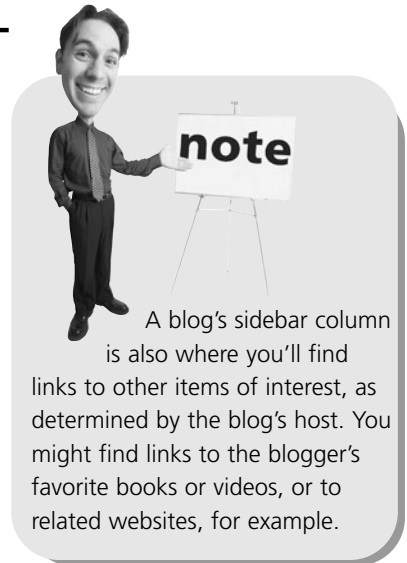 note
A blog's sidebar column
is also where you'll find
links to other items of interest, as
determined by the blog's host. You
might find links to the blogger's
favorite books or videos, or to
related websites, for example.